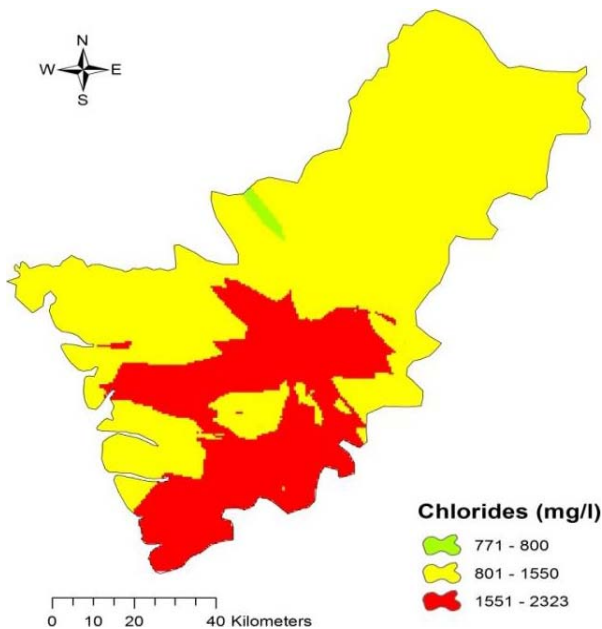 N
W E
S
Chlorides (mg/l)
771 - 800
801 - 1550
1551 - 2323
0 10 20 40 Kilometers